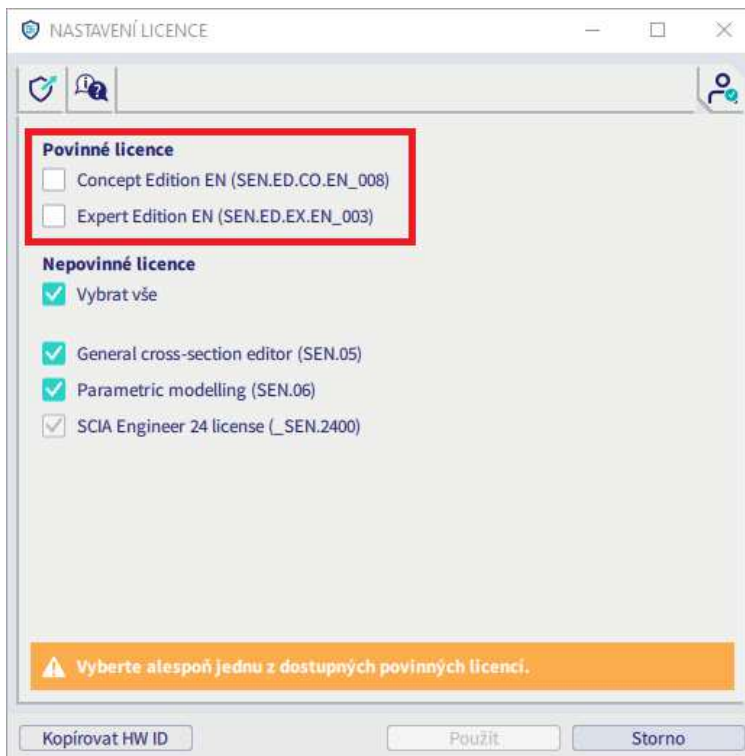 NASTAVENÍ LICENCE
Povinné licence
Concept Edition EN (SEN.ED.CO.EN_008)
Expert Edition EN (SEN.ED.EX.EN_003)
Nepovinné licence
Vybrat vše
General cross-section editor (SEN.05)
Parametric modelling (SEN.06)
SCIA Engineer 24 license (_SEN.2400)
Vyberte alespoň jednu z dostupných povinných licencí.
Kopírovat HW ID Použít Storno